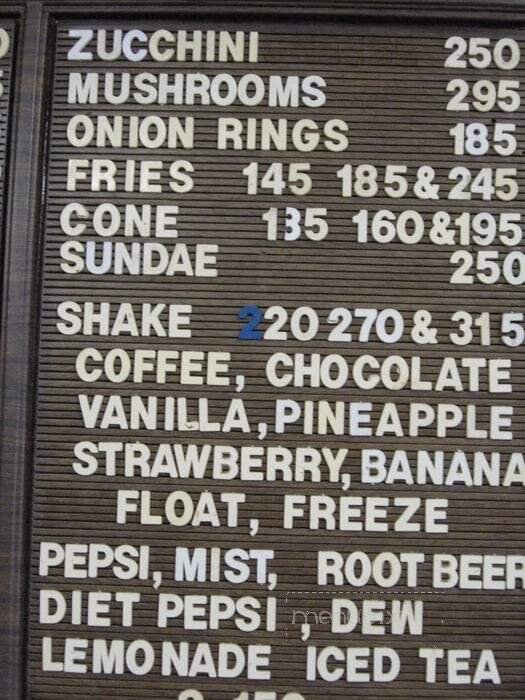 ZUCCHINI 250
MUSHROOMS 295
ONION RINGS 185
FRIES 145 185 & 245
CONE 135 160 & 195
SUNDAE 250
SHAKE 220 270 & 315
COFFEE, CHOCOLATE
VANILLA, PINEAPPLE
STRAWBERRY, BANANA
FLOAT, FREEZE
PEPSI, MIST, ROOT BEER
DIET PEPSI, DEW
LEMONADE ICED TEA